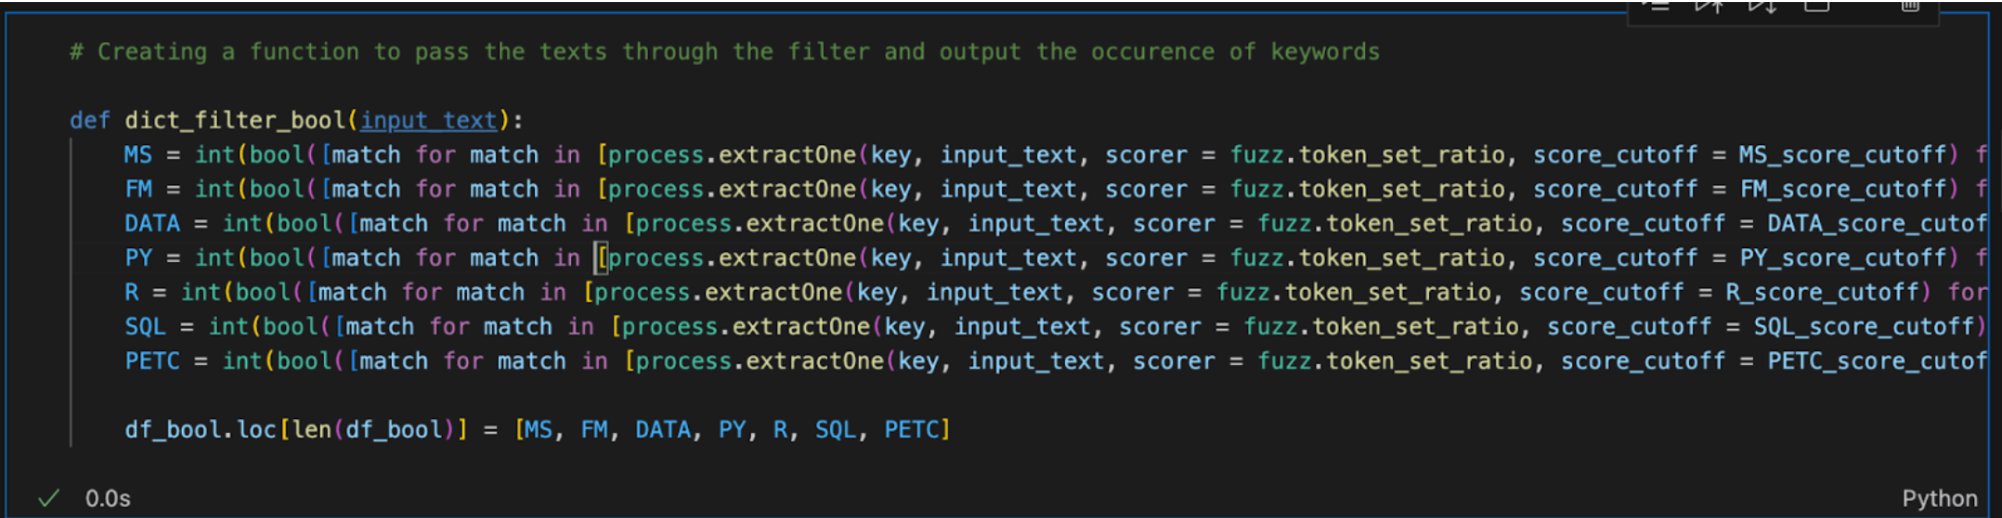 # Creating a function to pass the texts through the filter and output the occurence of keywords
def dict_filter_bool(input_text):
MS = int(bool([match for match in [process.extractOne(key, input_text, scorer = fuzz.token_set_ratio, score_cutoff = MS_score_cutoff) f
FM = int(bool([match for match in [process.extractOne(key, input_text, scorer = fuzz.token_set_ratio, score_cutoff = FM_score_cutoff) f
DATA = int(bool([match for match in [process.extractOne(key, input_text, scorer = fuzz.token_set_ratio, score_cutoff = DATA_score_cutof
PY = int(bool([match for match in [process.extractOne(key, input_text, scorer = fuzz.token_set_ratio, score_cutoff = PY_score_cutoff) f
R = int(bool([match for match in [process.extractOne(key, input_text, scorer = fuzz.token_set_ratio, score_cutoff = R_score_cutoff) for
SQL = int(bool([match for match in [process.extractOne(key, input_text, scorer = fuzz.token_set_ratio, score_cutoff = SQL_score_cutoff)
PETC = int(bool([match for match in [process.extractOne(key, input_text, scorer = fuzz.token_set_ratio, score_cutoff = PETC_score_cutof
df_bool.loc[len(df_bool)] = [MS, FM, DATA, PY, R, SQL, PETC]
0.0s
Python